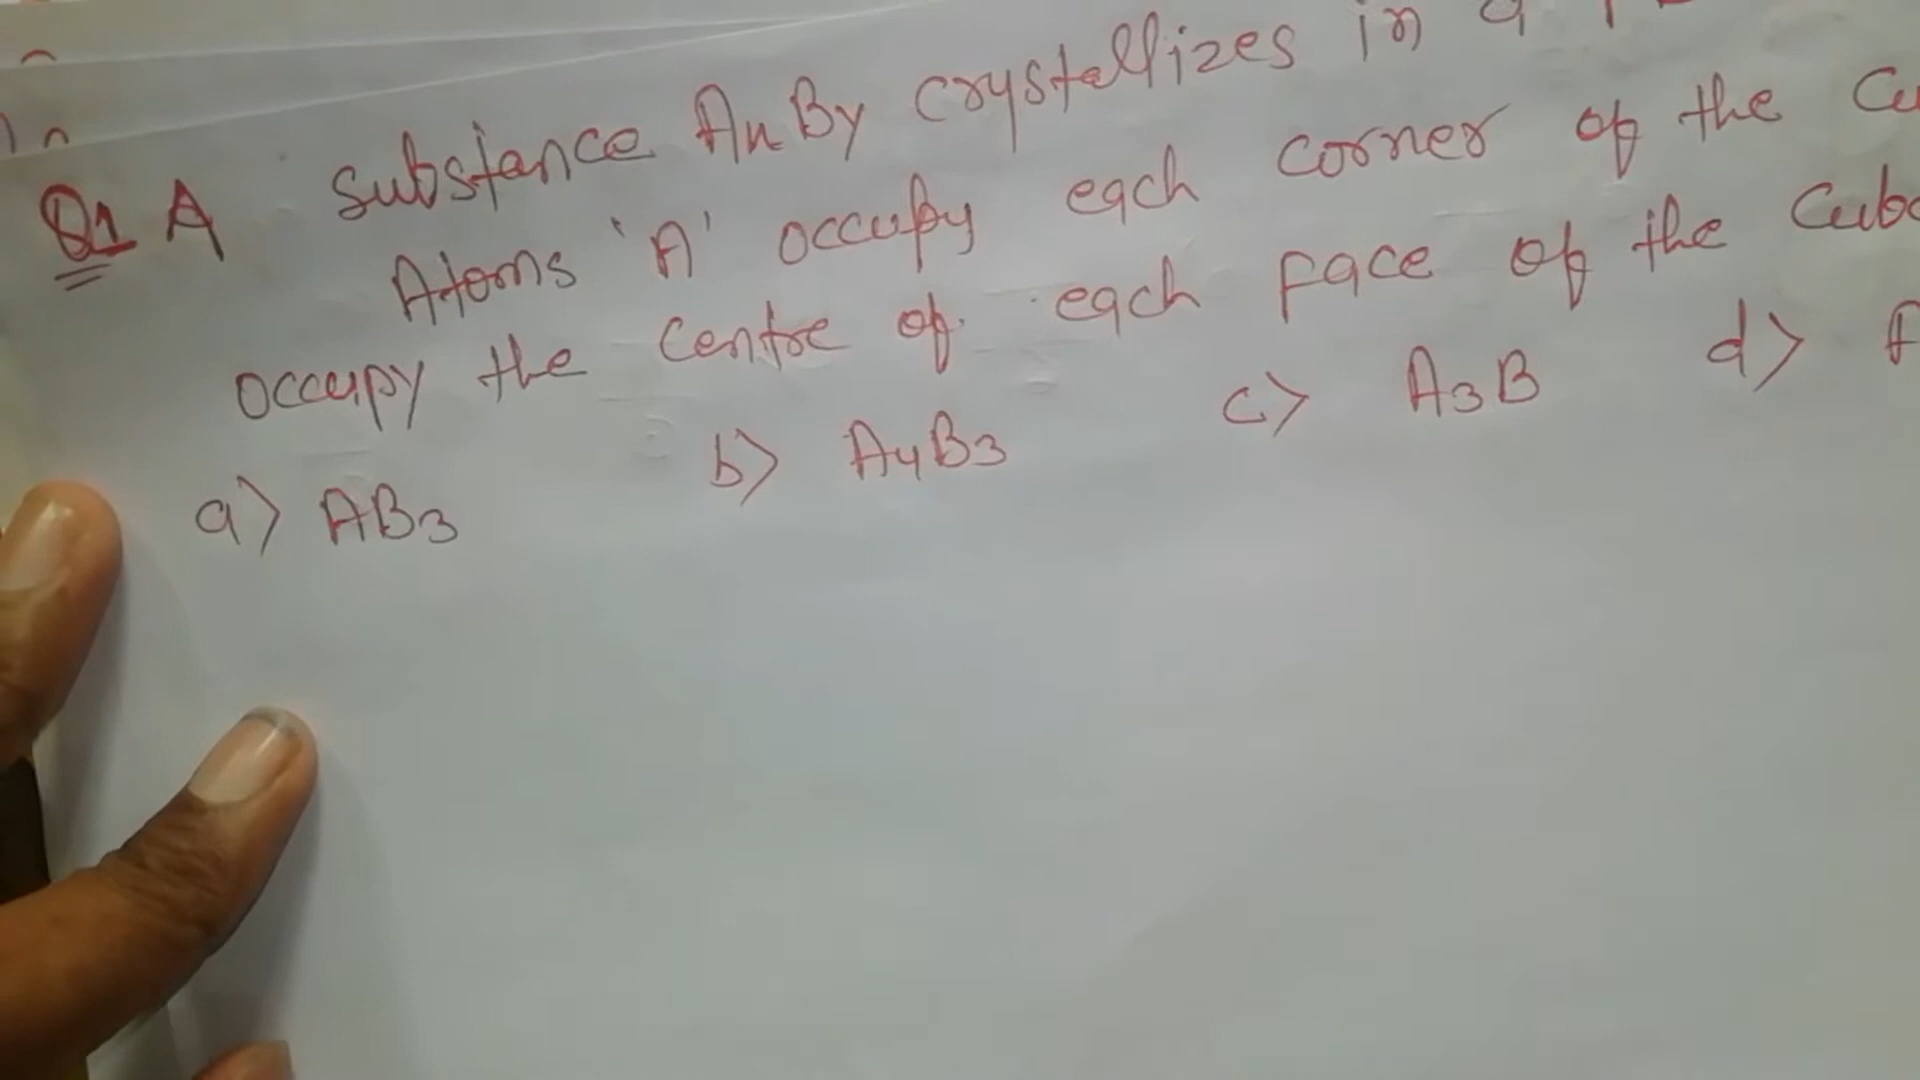 Q1 A substance AxBy crystallizes in a
Atoms 'A' occupy each corner of the
occupy the centre of each face of the
a) AB3 b) A4B3 c) A3B d)